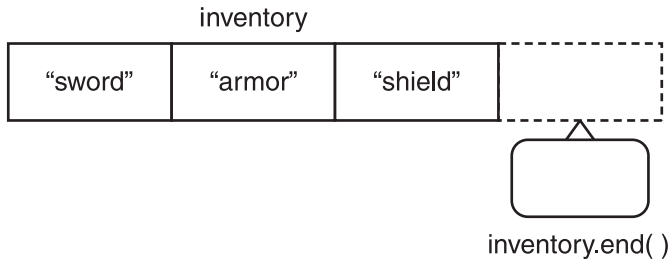 inventory
“sword” “armor” “shield”
inventory.end( )